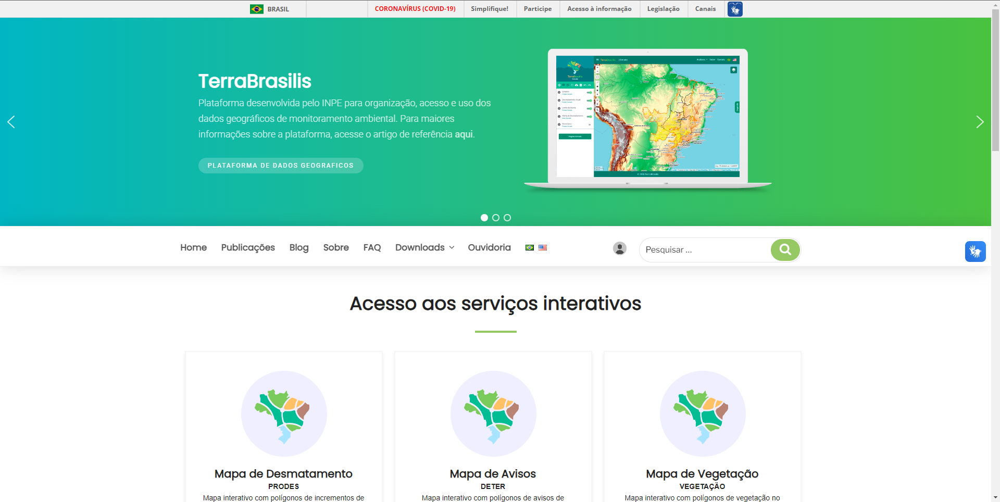 BRASIL
CORONAVÍRUS (COVID-19)
Simplifique!
Participe
Acesso à informação
Legislação
Canais
TerraBrasilis
Plataforma desenvolvida pelo INPE para organização, acesso e uso dos
dados geográficos de monitoramento ambiental. Para maiores
informações sobre a plataforma, acesse o artigo de referência aqui.
PLATAFORMA DE DADOS GEOGRAFICOS
Home
Publicações
Blog
Sobre
FAQ
Downloads
Ouvidoria
Pesquisar ...
Acesso aos serviços interativos
Mapa de Desmatamento
PRODES
Mapa interativo com polígonos de incrementos de
Mapa de Avisos
DETER
Mapa interativo com polígonos de avisos de
Mapa de Vegetação
VEGETAÇÃO
Mapa interativo com polígonos de vegetação no